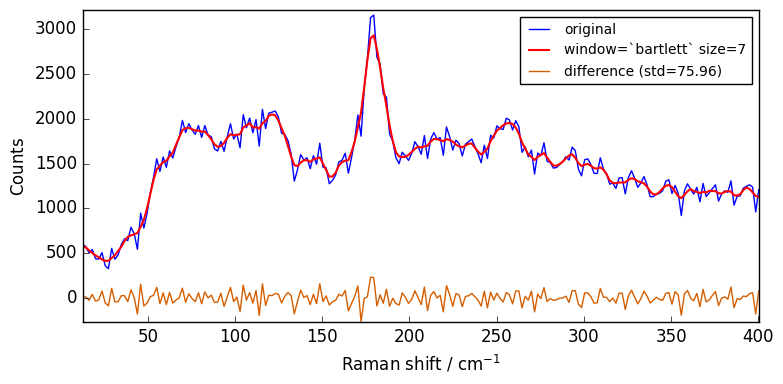 3000
2500
2000
1500
1000
500
0
Counts
original
window=`bartlett` size=7
difference (std=75.96)
50 100 150 200 250 300 350 400
Raman shift / cm⁻¹